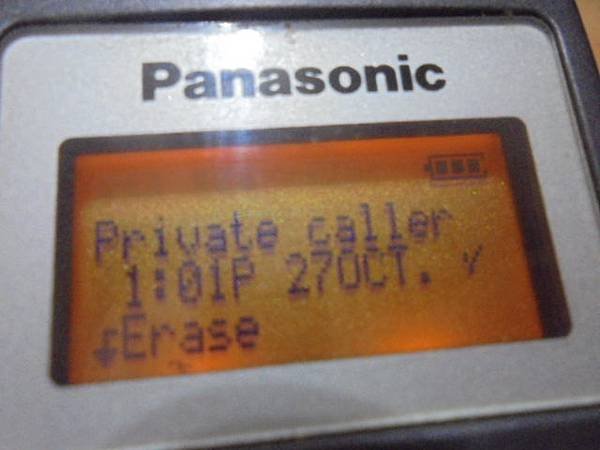 Panasonic
Private caller
1:01P 27OCT. √
Erase